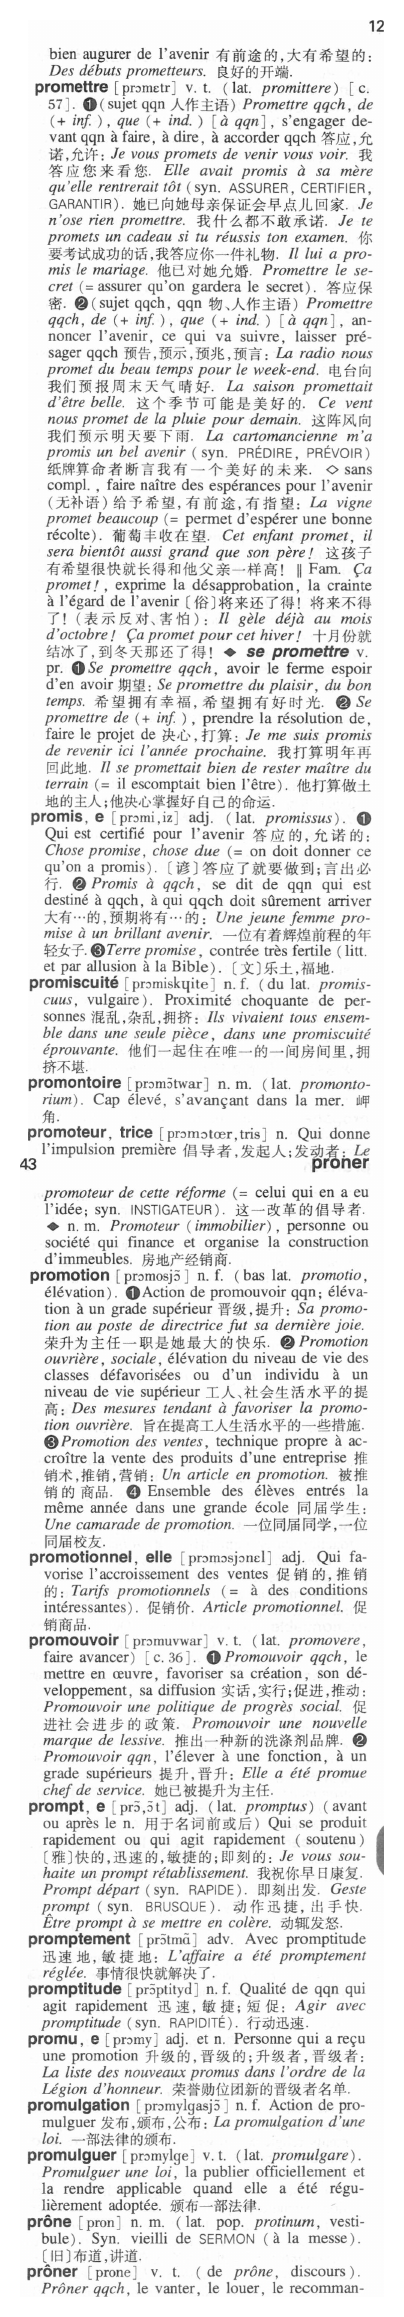 12
bien augurer de l'avenir 有前途的,大有希望的:
Des débuts prometteurs. 良好的开端.
promettre [prɔmɛtr] v. t. (lat. promittere) [c.
57]. ❶(sujet qqn 人作主语) Promettre qqch, de
(+ inf.), que (+ ind.) [à qqn], s'engager de-
vant qqn à faire, à dire, à accorder qqch 答应,允
诺,允许: Je vous promets de venir vous voir. 我
答应您来看您. Elle avait promis à sa mère
qu'elle rentrerait tôt (syn. ASSURER, CERTIFIER,
GARANTIR). 她已向她母亲保证会早点儿回家. Je
n'ose rien promettre. 我什么都不敢承诺. Je te
promets un cadeau si tu réussis ton examen. 你
要考试成功的话,我答应你一件礼物. Il lui a pro-
mis le mariage. 他已对她允婚. Promettre le se-
cret (= assurer qu'on gardera le secret). 答应保
密. ❷(sujet qqch, qqn 物、人作主语) Promettre
qqch, de (+ inf.), que (+ ind.) [à qqn], an-
noncer l'avenir, ce qui va suivre, laisser pré-
sager qqch 预告,预示,预兆,预言: La radio nous
promet du beau temps pour le week-end. 电台向
我们预报周末天气晴好. La saison promettait
d'être belle. 这个季节可能是美好的. Ce vent
nous promet de la pluie pour demain. 这阵风向
我们预示明天要下雨. La cartomancienne m'a
promis un bel avenir (syn. PRÉDIRE, PRÉVOIR)
纸牌算命者断言我有一个美好的未来. ◇ sans
compl., faire naître des espérances pour l'avenir
(无补语) 给予希望,有前途,有指望: La vigne
promet beaucoup (= permet d'espérer une bonne
récolte). 葡萄丰收在望. Cet enfant promet, il
sera bientôt aussi grand que son père! 这孩子
有希望很快就长得和他父亲一样高! ‖ Fam. Ça
promet!, exprime la désapprobation, la crainte
à l'égard de l'avenir 〔俗〕将来还了得! 将来不得
了! (表示反对、害怕): Il gèle déjà au mois
d'octobre! Ça promet pour cet hiver! 十月份就
结冰了,到冬天那还了得! ◆ se promettre v.
pr. ❶Se promettre qqch, avoir le ferme espoir
d'en avoir 期望: Se promettre du plaisir, du bon
temps. 希望拥有幸福,希望拥有好时光. ❷ Se
promettre de (+ inf.), prendre la résolution de,
faire le projet de 决心,打算: Je me suis promis
de revenir ici l'année prochaine. 我打算明年再
回此地. Il se promettait bien de rester maître du
terrain (= il escomptait bien l'être). 他打算做土
地的主人;他决心掌握好自己的命运.
promis, e [prɔmi,iz] adj. (lat. promissus). ❶
Qui est certifié pour l'avenir 答应的,允诺的:
Chose promise, chose due (= on doit donner ce
qu'on a promis). 〔谚〕答应了就要做到;言出必
行. ❷ Promis à qqch, se dit de qqn qui est
destiné à qqch, à qui qqch doit sûrement arriver
大有…的,预期将有…的: Une jeune femme pro-
mise à un brillant avenir. 一位有着辉煌前程的年
轻女子. ❸Terre promise, contrée très fertile (litt.
et par allusion à la Bible). 〔文〕乐土,福地.
promiscuité [prɔmiskɥite] n. f. (du lat. promis-
cuus, vulgaire). Proximité choquante de per-
sonnes 混乱,杂乱,拥挤: Ils vivaient tous ensem-
ble dans une seule pièce, dans une promiscuité
éprouvante. 他们一起住在唯一的一间房间里,拥
挤不堪.
promontoire [prɔmɔ̃twar] n. m. (lat. promonto-
rium). Cap élevé, s'avançant dans la mer. 岬
角.
promoteur, trice [prɔmɔtœr,tris] n. Qui donne
l'impulsion première 倡导者,发起人;发动者: Le
43 prôner
promoteur de cette réforme (= celui qui en a eu
l'idée; syn. INSTIGATEUR). 这一改革的倡导者.
◆ n. m. Promoteur (immobilier), personne ou
société qui finance et organise la construction
d'immeubles. 房地产经销商.
promotion [prɔmosjɔ̃] n. f. (bas lat. promotio,
élévation). ❶Action de promouvoir qqn; éléva-
tion à un grade supérieur 晋级,提升: Sa promo-
tion au poste de directrice fut sa dernière joie.
荣升为主任一职是她最大的快乐. ❷ Promotion
ouvrière, sociale, élévation du niveau de vie des
classes défavorisées ou d'un individu à un
niveau de vie supérieur 工人、社会生活水平的提
高: Des mesures tendant à favoriser la promo-
tion ouvrière. 旨在提高工人生活水平的一些措施.
❸Promotion des ventes, technique propre à ac-
croître la vente des produits d'une entreprise 推
销术,推销,营销: Un article en promotion. 被推
销的 商品. ❹ Ensemble des élèves entrés la
même année dans une grande école 同届学生:
Une camarade de promotion. 一位同届同学,一位
同届校友.
promotionnel, elle [prɔmɔsjɔnɛl] adj. Qui fa-
vorise l'accroissement des ventes 促销的,推销
的: Tarifs promotionnels (= à des conditions
intéressantes). 促销价. Article promotionnel. 促
销商品.
promouvoir [prɔmuvwar] v. t. (lat. promovere,
faire avancer) [c. 36]. ❶Promouvoir qqch, le
mettre en œuvre, favoriser sa création, son dé-
veloppement, sa diffusion 实话,实行;促进,推动:
Promouvoir une politique de progrès social. 促
进社会进步的政策. Promouvoir une nouvelle
marque de lessive. 推出一种新的洗涤剂品牌. ❷
Promouvoir qqn, l'élever à une fonction, à un
grade supérieurs 提升,晋升: Elle a été promue
chef de service. 她已被提升为主任.
prompt, e [prɔ̃,ɔ̃t] adj. (lat. promptus) (avant
ou après le n. 用于名词前或后) Qui se produit
rapidement ou qui agit rapidement (soutenu)
〔雅〕快的,迅速的,敏捷的;即刻的: Je vous sou-
haite un prompt rétablissement. 我祝你早日康复.
Prompt départ (syn. RAPIDE). 即刻出发. Geste
prompt (syn. BRUSQUE). 动作迅捷,出手快.
Être prompt à se mettre en colère. 动辄发怒.
promptement [prɔ̃tmɑ̃] adv. Avec promptitude
迅速地,敏捷地: L'affaire a été promptement
réglée. 事情很快就解决了.
promptitude [prɔ̃ptityd] n. f. Qualité de qqn qui
agit rapidement 迅速,敏捷;短促: Agir avec
promptitude (syn. RAPIDITÉ). 行动迅速.
promu, e [prɔmy] adj. et n. Personne qui a reçu
une promotion 升级的,晋级的;升级者,晋级者:
La liste des nouveaux promus dans l'ordre de la
Légion d'honneur. 荣誉勋位团新的晋级者名单.
promulgation [prɔmylgasjɔ̃] n. f. Action de pro-
mulguer 发布,颁布,公布: La promulgation d'une
loi. 一部法律的颁布.
promulguer [prɔmylge] v. t. (lat. promulgare).
Promulguer une loi, la publier officiellement et
la rendre applicable quand elle a été régu-
lièrement adoptée. 颁布一部法律.
prône [pron] n. m. (lat. pop. protinum, vesti-
bule). Syn. vieilli de SERMON (à la messe).
〔旧〕布道,讲道.
prôner [prone] v. t. (de prône, discours).
Prôner qqch, le vanter, le louer, le recomman-